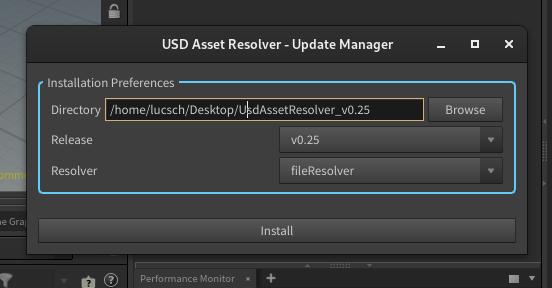 USD Asset Resolver - Update Manager
Installation Preferences
Directory /home/lucsch/Desktop/UsdAssetResolver_v0.25 Browse
Release v0.25
Resolver fileResolver
Install
Performance Monitor